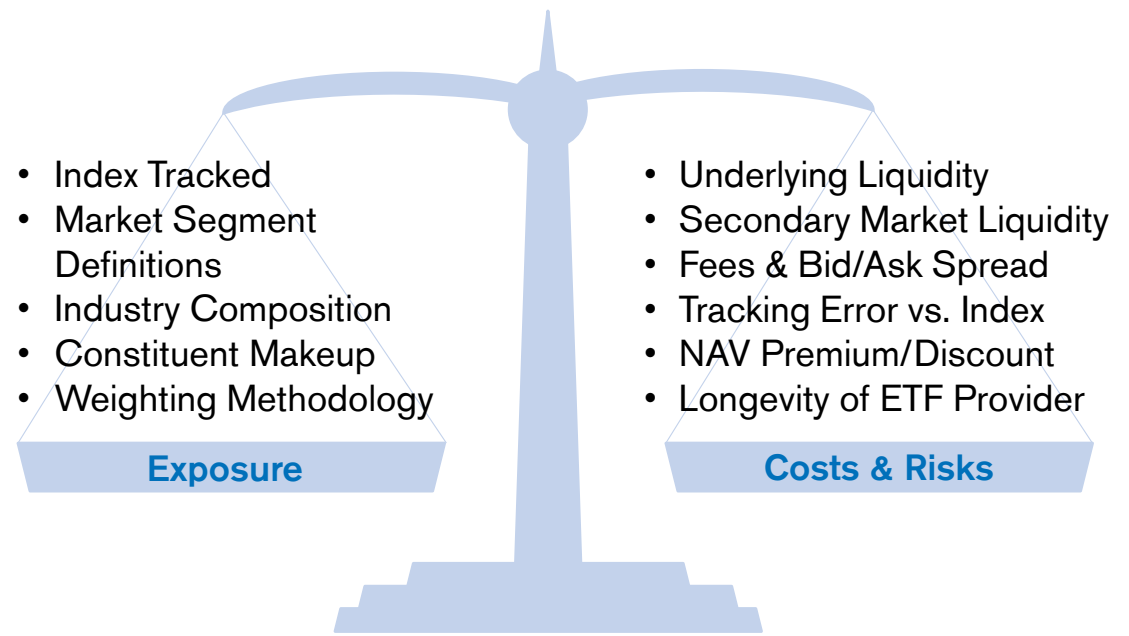 • Index Tracked
• Market Segment
Definitions
• Industry Composition
• Constituent Makeup
• Weighting Methodology
Exposure
• Underlying Liquidity
• Secondary Market Liquidity
• Fees & Bid/Ask Spread
• Tracking Error vs. Index
• NAV Premium/Discount
• Longevity of ETF Provider
Costs & Risks